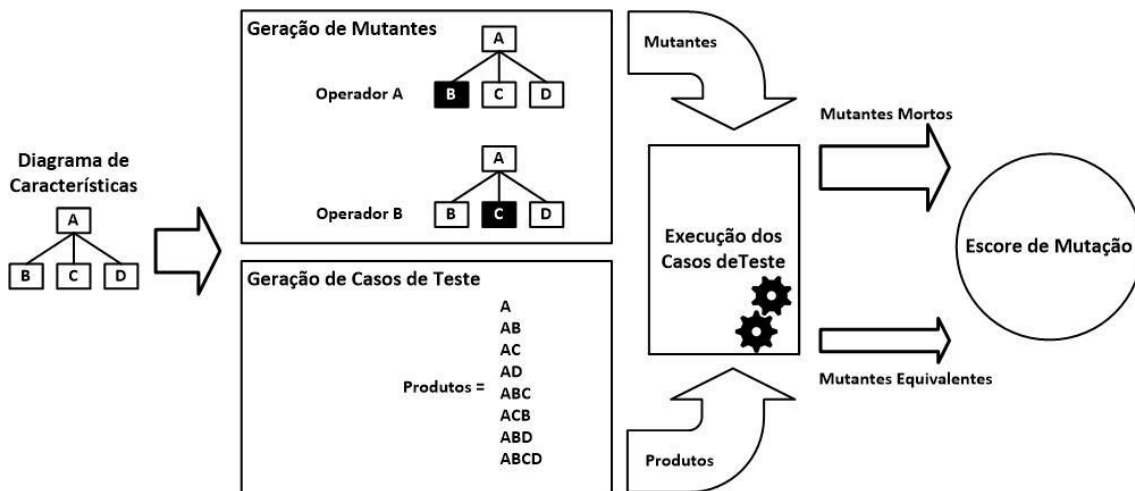 Diagrama de
Características
A
B C D
Geração de Mutantes
A
Operador A
B C D
A
Operador B
B C D
Geração de Casos de Teste
Produtos =
A
AB
AC
AD
ABC
ACB
ABD
ABCD
Mutantes
Produtos
Execução dos
Casos deTeste
Mutantes Mortos
Mutantes Equivalentes
Escore de Mutação